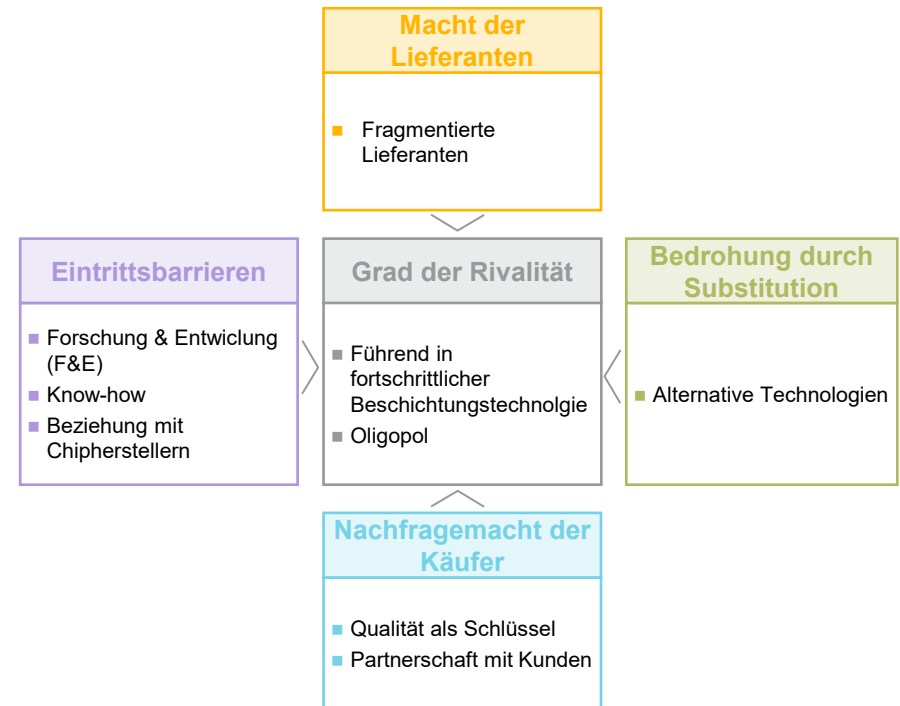 Macht der
Lieferanten
Fragmentierte
Lieferanten
Eintrittsbarrieren
Forschung & Entwiclung
(F&E)
Know-how
Beziehung mit
Chipherstellern
Grad der Rivalität
Führend in
fortschrittlicher
Beschichtungstechnolgie
Oligopol
Bedrohung durch
Substitution
Alternative Technologien
Nachfragemacht der
Käufer
Qualität als Schlüssel
Partnerschaft mit Kunden